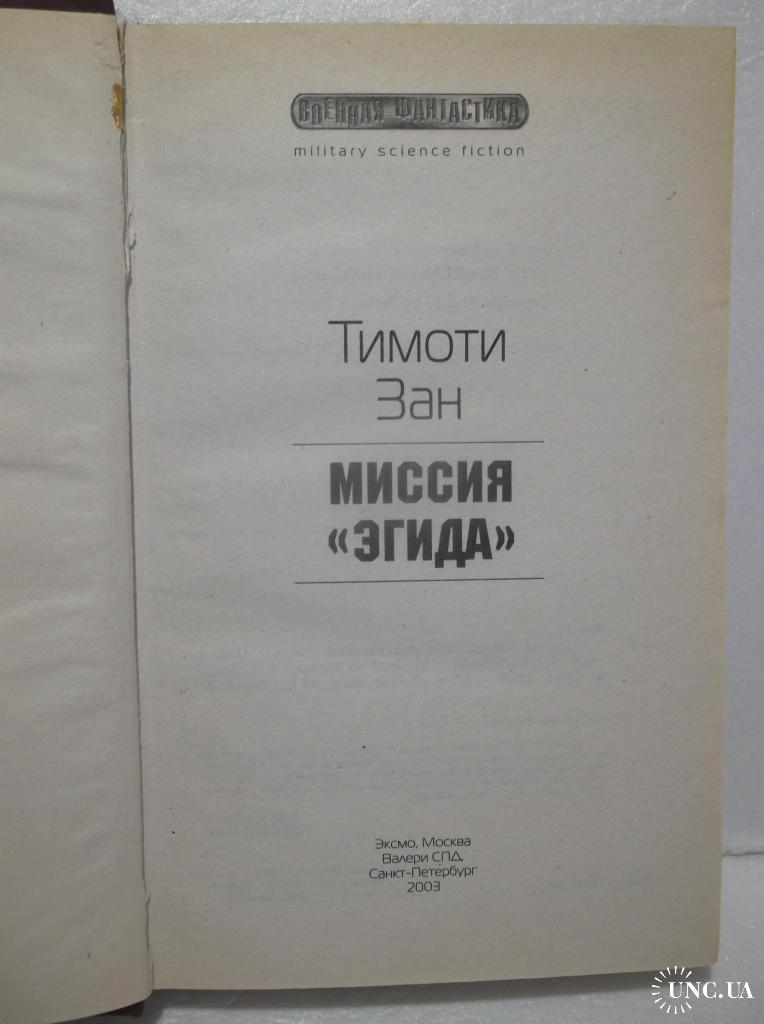 ВОЕННАЯ ФАНТАСТИКА
military science fiction
Тимоти
Зан
МИССИЯ
«ЭГИДА»
Эксмо, Москва
Валери СПД,
Санкт-Петербург
2003
UNC.UA